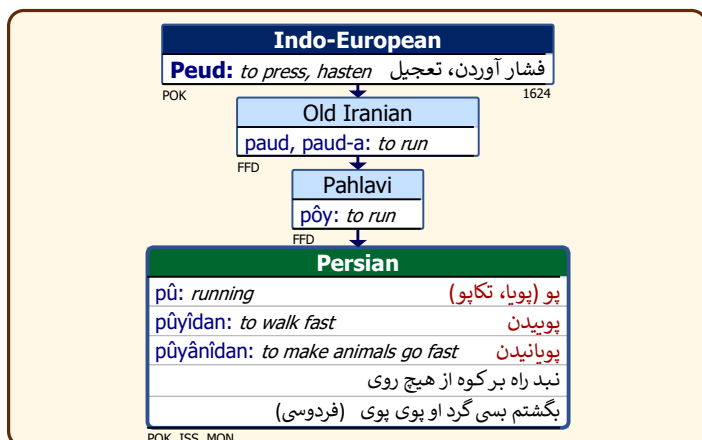 Indo-European
Peud: to press, hasten فشار آوردن، تعجیل
POK 1624
Old Iranian
paud, paud-a: to run
FFD
Pahlavi
pôy: to run
FFD
Persian
pû: running پو (پویا، تکاپو)
pûyîdan: to walk fast پوییدن
pûyânîdan: to make animals go fast پویانیدن
نبد راه بر کوه از هیچ روی
بگشتم بسی گرد او پوی پوی (فردوسی)
POK, ISS, MON